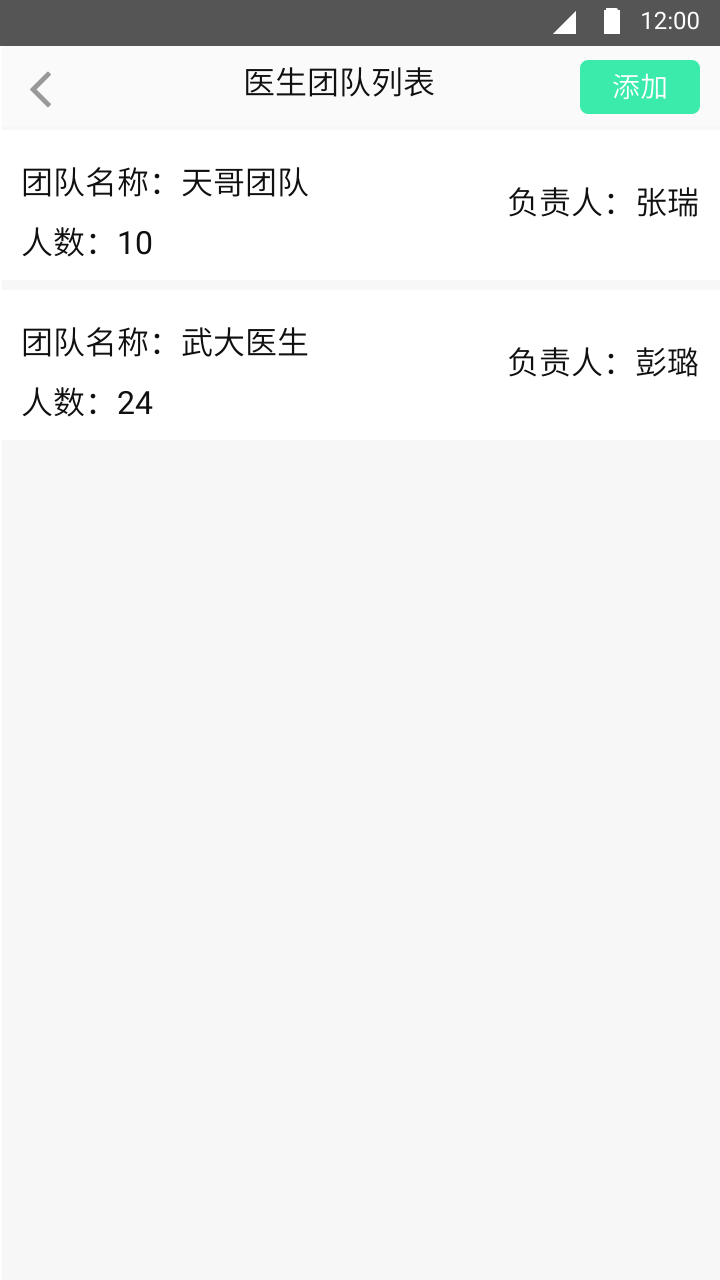 12:00
医生团队列表
添加
团队名称：天哥团队
负责人：张瑞
人数：10
团队名称：武大医生
负责人：彭璐
人数：24